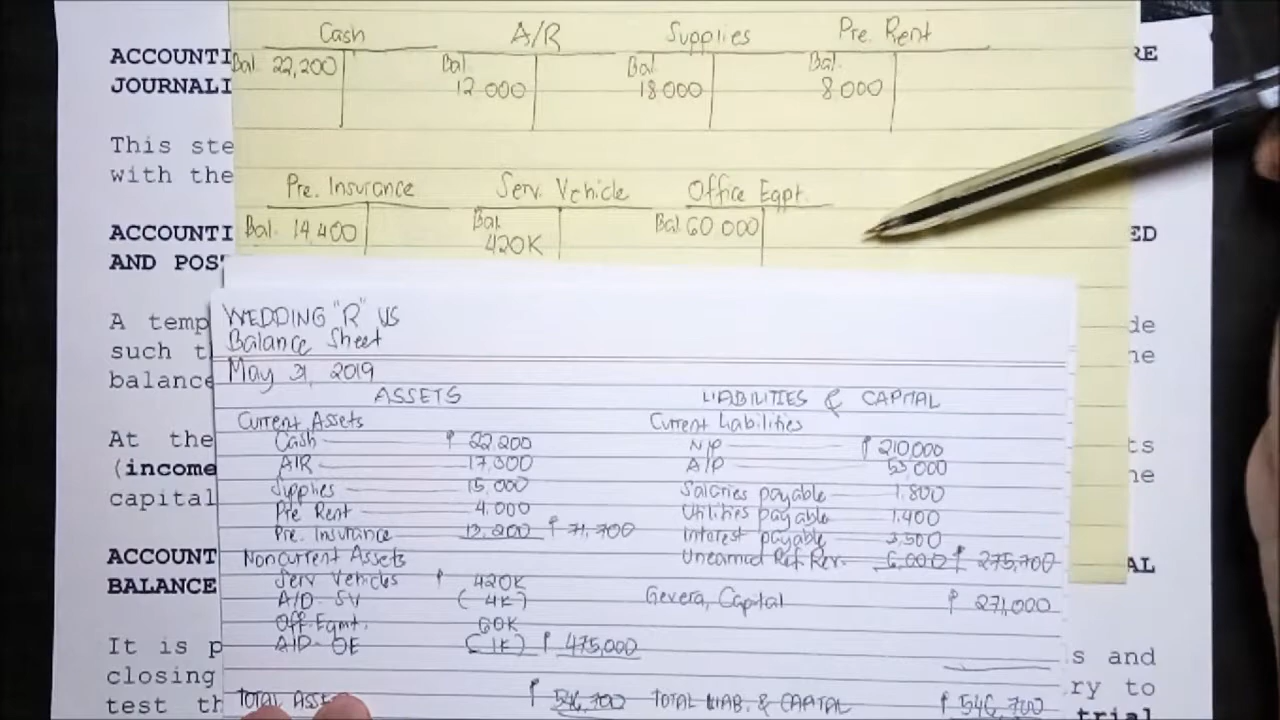 Cash A/R Supplies Pre. Rent
ACCOUNTI Bal. 22,200 Bal. Bal. Bal. RE
JOURNALI 12 000 18 000 8 000
This ste
with the
Pre. Insurance Serv. Vehicle Office Eqpt.
ACCOUNTI Bal. 14,400 Bal. Bal. 60 000 ED
AND POS 420K
WEDDING "R" US
A temp de
Balance Sheet
such t he
May 31, 2019
balance
ASSETS LIABILITIES & CAPITAL
Current Assets Current Liabilities
At the Cash ₱ 22,200 N/P ₱ 210,000 ts
(income A/R 17,300 A/P 53,000 he
capital Supplies 15,000 Salaries payable 1,800
Pre Rent 4,000 Utilities payable 1,400
Pre. Insurance 13,200 ₱ 71,700 Interest payable 3,500
ACCOUNT Noncurrent Assets Unearned Ref. Rev. 6,000 ₱ 275,700 AL
BALANCE Serv Vehicles ₱ 420K
A/D-SV (4K) Gevera, Capital ₱ 271,000
Off. Eqmt. 60K
It is p A/D-OE (1K) ₱ 475,000 s and
closing ry to
test th TOTAL ASSE ₱ 546,700 TOTAL LIAB. & CAPITAL ₱ 546,700 trial